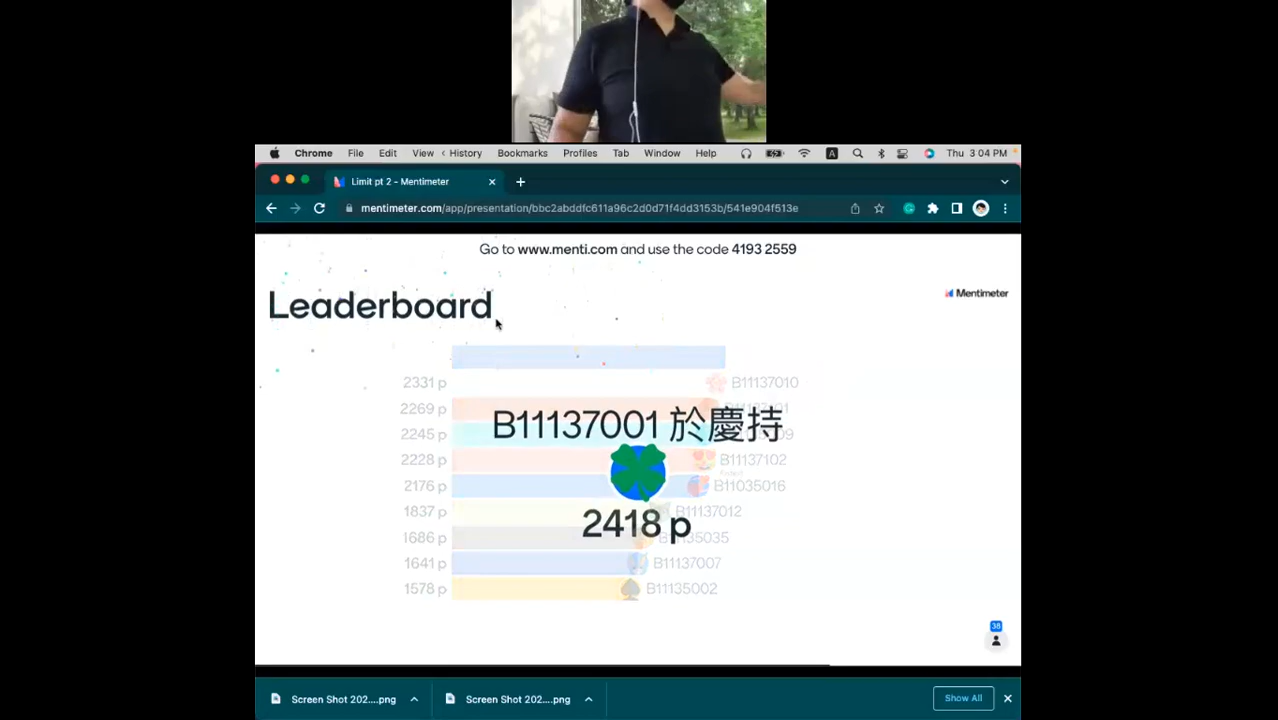 Chrome File Edit View History Bookmarks Profiles Tab Window Help A Thu 3:04 PM
Limit pt 2 - Mentimeter
mentimeter.com/app/presentation/bbc2abddfc611a96c2d0d71f4dd3153b/541e904f513e
Go to www.menti.com and use the code 4193 2559
Leaderboard
Mentimeter
2331 p B11137010
2269 p
B11137001 於慶持
2245 p
2228 p B11137102
2176 p B11035016
1837 p B11137012
2418 p
1686 p B11135035
1641 p B11137007
1578 p B11135002
38
Screen Shot 202....png Screen Shot 202....png Show All